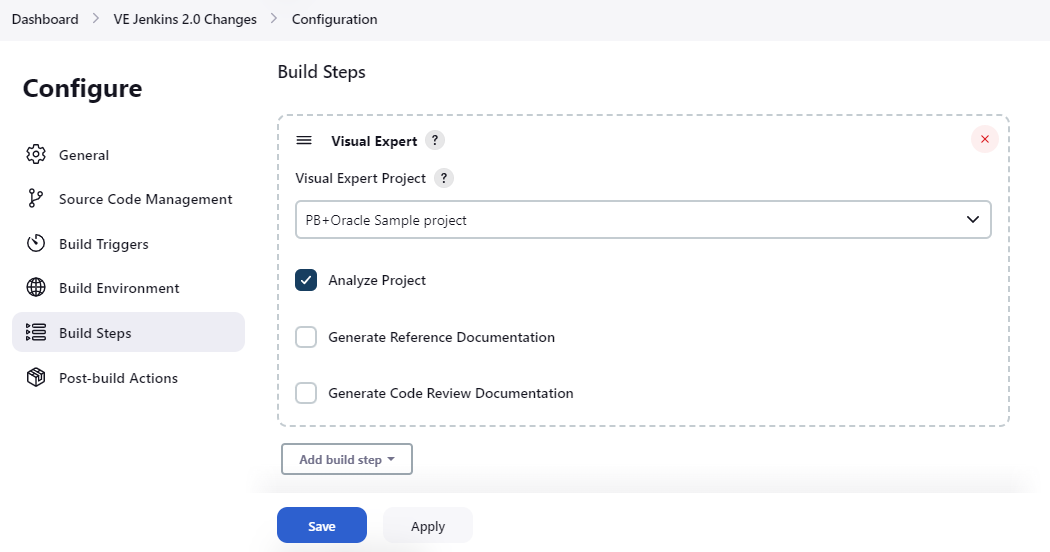 Dashboard > VE Jenkins 2.0 Changes > Configuration
Configure
General
Source Code Management
Build Triggers
Build Environment
Build Steps
Post-build Actions
Build Steps
Visual Expert ?
Visual Expert Project ?
PB+Oracle Sample project
Analyze Project
Generate Reference Documentation
Generate Code Review Documentation
Add build step
Save Apply